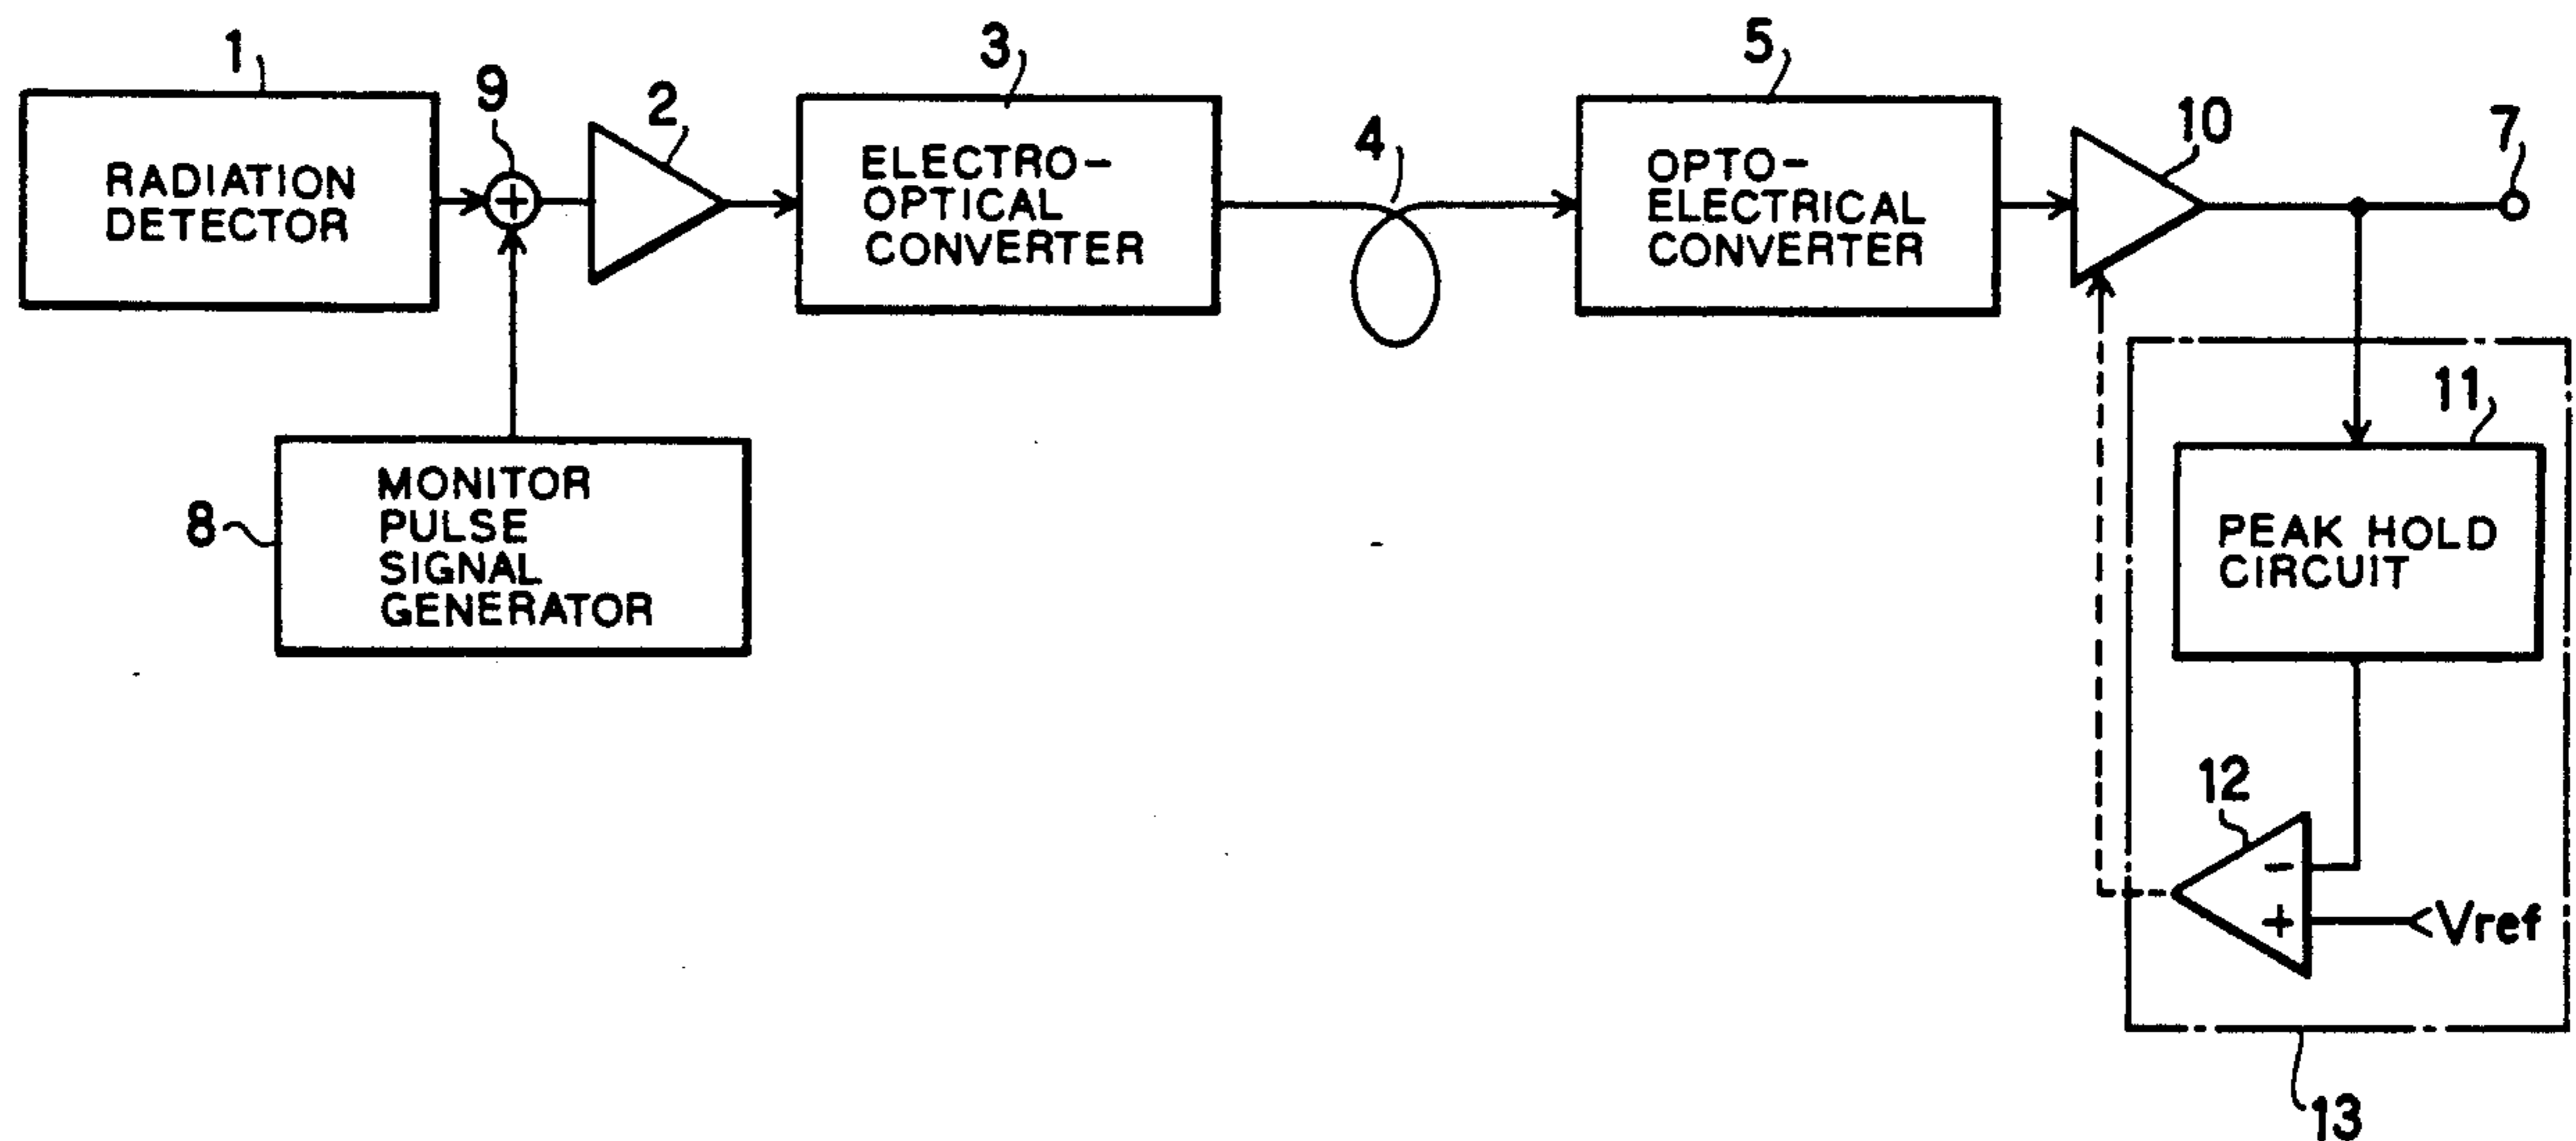 1
9
2
3
4
5
10
7
RADIATION
DETECTOR
+
ELECTRO-
OPTICAL
CONVERTER
OPTO-
ELECTRICAL
CONVERTER
8
MONITOR
PULSE
SIGNAL
GENERATOR
11
PEAK HOLD
CIRCUIT
12
-
+
Vref
13